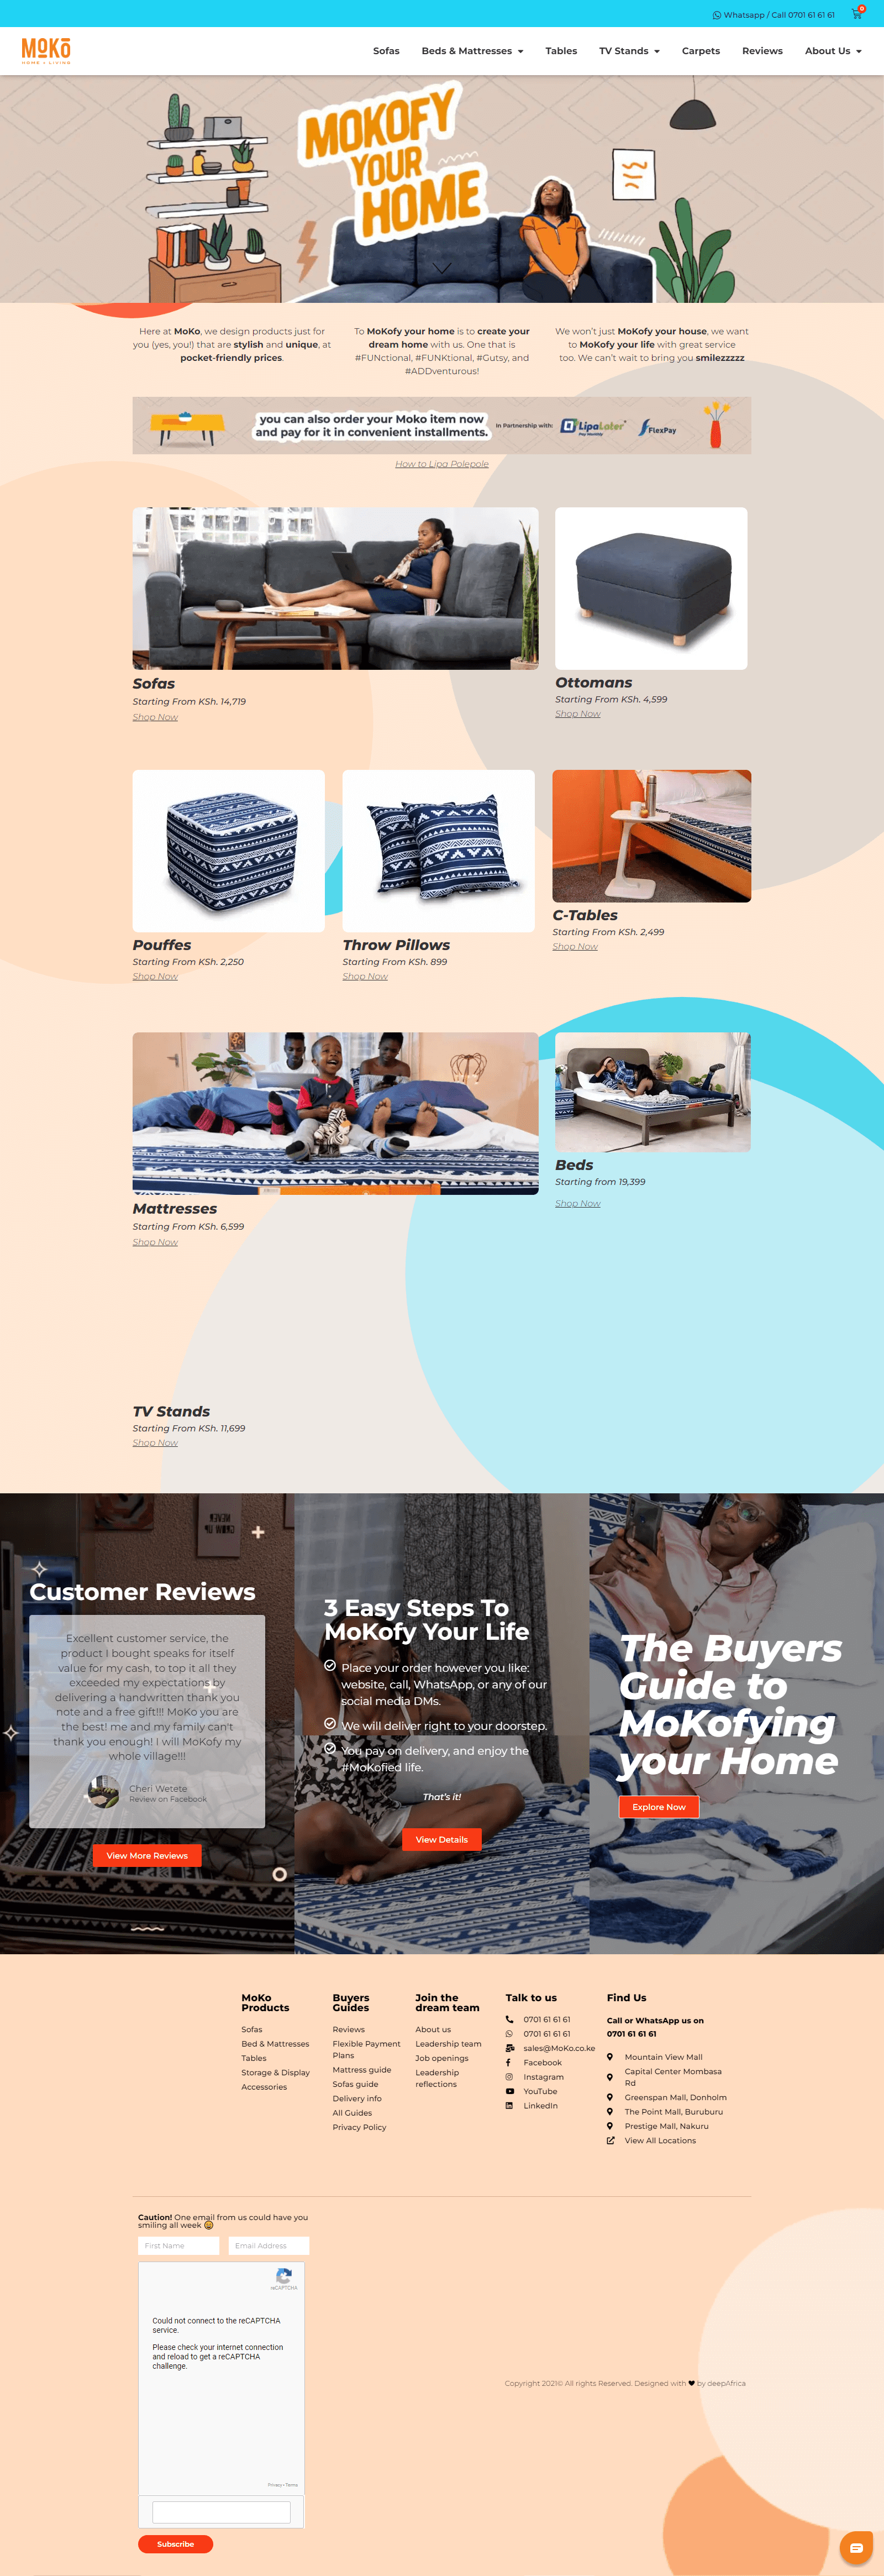 Whatsapp / Call 0701 61 61 61
0
MOKO
HOME + LIVING
Sofas
Beds & Mattresses
Tables
TV Stands
Carpets
Reviews
About Us
MOKOFY
YOUR
HOME
Here at MoKo, we design products just for
you (yes, you!) that are stylish and unique, at
pocket-friendly prices.
To MoKofy your home is to create your
dream home with us. One that is
#FUNctional, #FUNKtional, #Gutsy, and
#ADDventurous!
We won't just MoKofy your house, we want
to MoKofy your life with great service
too. We can't wait to bring you smilezzzzz
you can also order your Moko item now
and pay for it in convenient installments.
In Partnership with:
LipaLater
Pay Monthly
FlexPay
How to Lipa Polepole
Sofas
Starting From KSh. 14,719
Shop Now
Ottomans
Starting From KSh. 4,599
Shop Now
Pouffes
Starting From KSh. 2,250
Shop Now
Throw Pillows
Starting From KSh. 899
Shop Now
C-Tables
Starting From KSh. 2,499
Shop Now
Mattresses
Starting From KSh. 6,599
Shop Now
Beds
Starting from 19,399
Shop Now
TV Stands
Starting From KSh. 11,699
Shop Now
Customer Reviews
Excellent customer service, the
product I bought speaks for itself
value for my cash, to top it all they
exceeded my expectations by
delivering a handwritten thank you
note and a free gift!!! MoKo you are
the best! me and my family can't
thank you enough! I will MoKofy my
whole village!!!
Cheri Wetete
Review on Facebook
View More Reviews
3 Easy Steps To
MoKofy Your Life
Place your order however you like:
website, call, WhatsApp, or any of our
social media DMs.
We will deliver right to your doorstep.
You pay on delivery, and enjoy the
#MoKofied life.
That's it!
View Details
The Buyers
Guide to
MoKofying
your Home
Explore Now
MoKo
Products
Sofas
Bed & Mattresses
Tables
Storage & Display
Accessories
Buyers
Guides
Reviews
Flexible Payment
Plans
Mattress guide
Sofas guide
Delivery info
All Guides
Privacy Policy
Join the
dream team
About us
Leadership team
Job openings
Leadership
reflections
Talk to us
0701 61 61 61
0701 61 61 61
sales@MoKo.co.ke
Facebook
Instagram
YouTube
LinkedIn
Find Us
Call or WhatsApp us on
0701 61 61 61
Mountain View Mall
Capital Center Mombasa
Rd
Greenspan Mall, Donholm
The Point Mall, Buruburu
Prestige Mall, Nakuru
View All Locations
Caution! One email from us could have you
smiling all week
First Name
Email Address
reCAPTCHA
Could not connect to the reCAPTCHA
service.
Please check your internet connection
and reload to get a reCAPTCHA
challenge.
Privacy • Terms
Subscribe
Copyright 2021© All rights Reserved. Designed with ❤ by deepAfrica